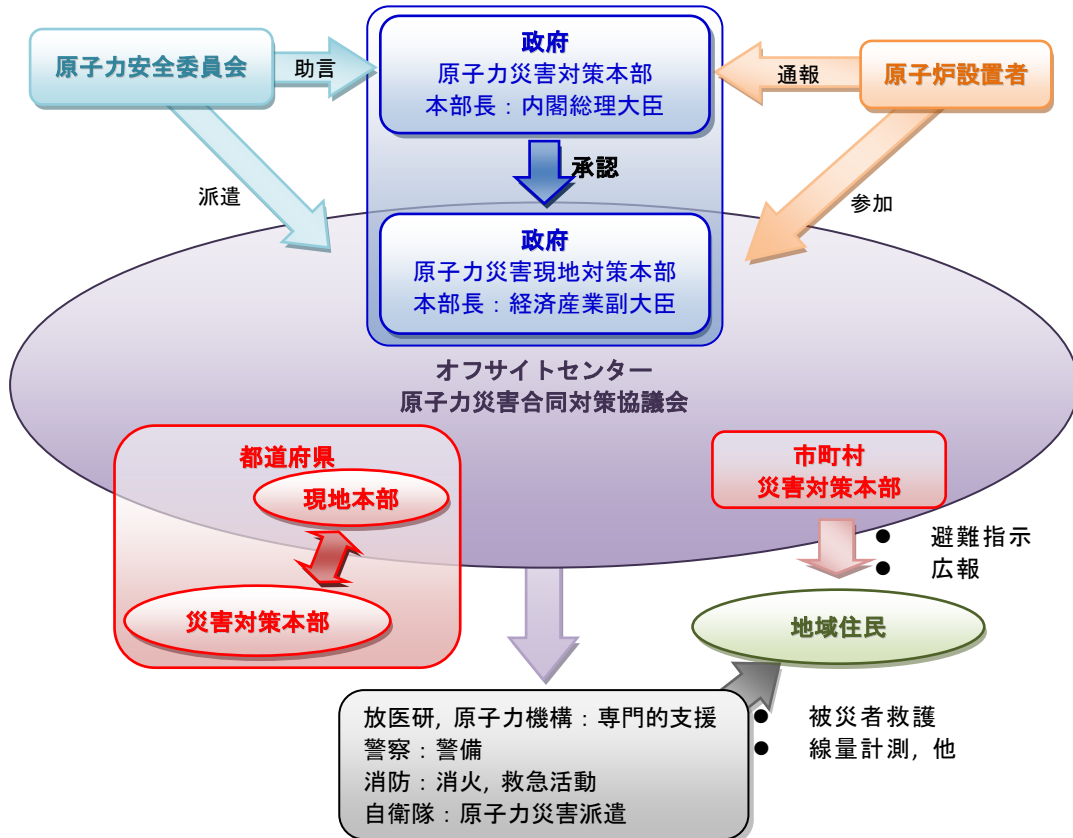 原子力安全委員会
助言
政府
原子力災害対策本部
本部長：内閣総理大臣
通報
原子炉設置者
承認
派遣
参加
政府
原子力災害現地対策本部
本部長：経済産業副大臣
オフサイトセンター
原子力災害合同対策協議会
都道府県
現地本部
災害対策本部
市町村
災害対策本部
● 避難指示
● 広報
地域住民
放医研, 原子力機構：専門的支援
警察：警備
消防：消火, 救急活動
自衛隊：原子力災害派遣
● 被災者救護
● 線量計測, 他